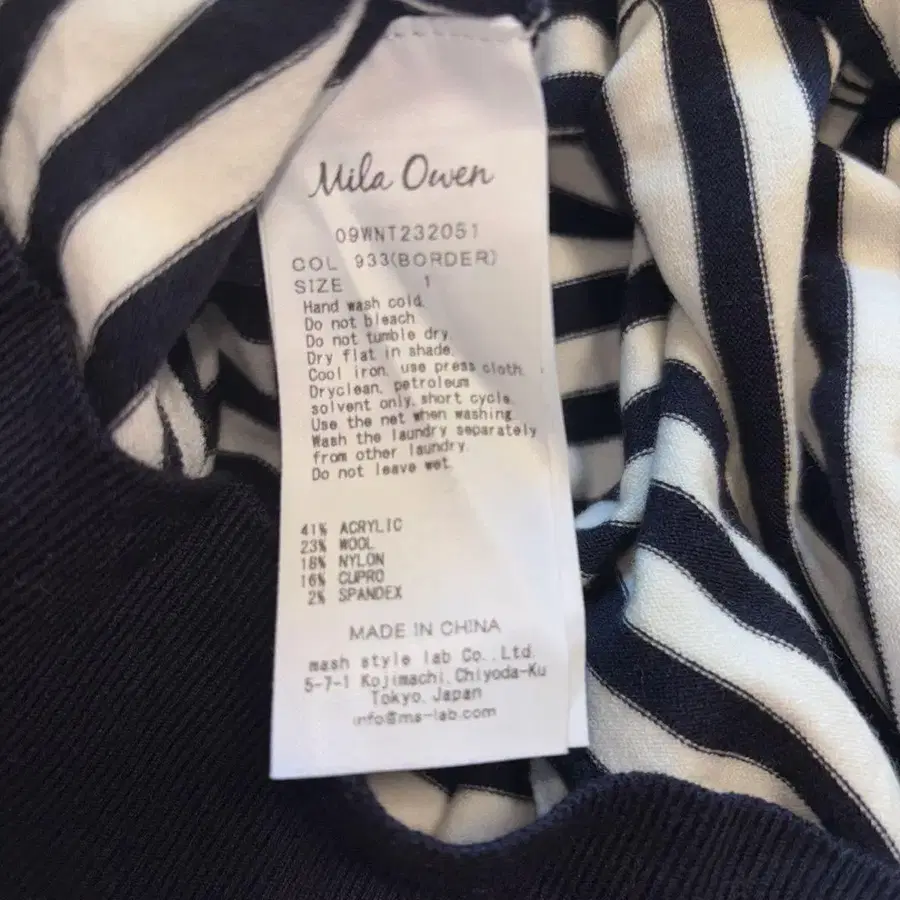 Mila Owen
09WNT232051
COL 933(BORDER)
SIZE 1
Hand wash cold.
Do not bleach.
Do not tumble dry.
Dry flat in shade.
Cool iron, use press cloth.
Dryclean, petroleum
solvent only, short cycle.
Use the net when washing
Wash the laundry separately
from other laundry.
Do not leave wet.
41% ACRYLIC
23% WOOL
18% NYLON
16% CUPRO
2% SPANDEX
MADE IN CHINA
mash style lab Co., Ltd.
5-7-1 Kojimachi, Chiyoda-Ku
Tokyo, Japan
info@ms-lab.com